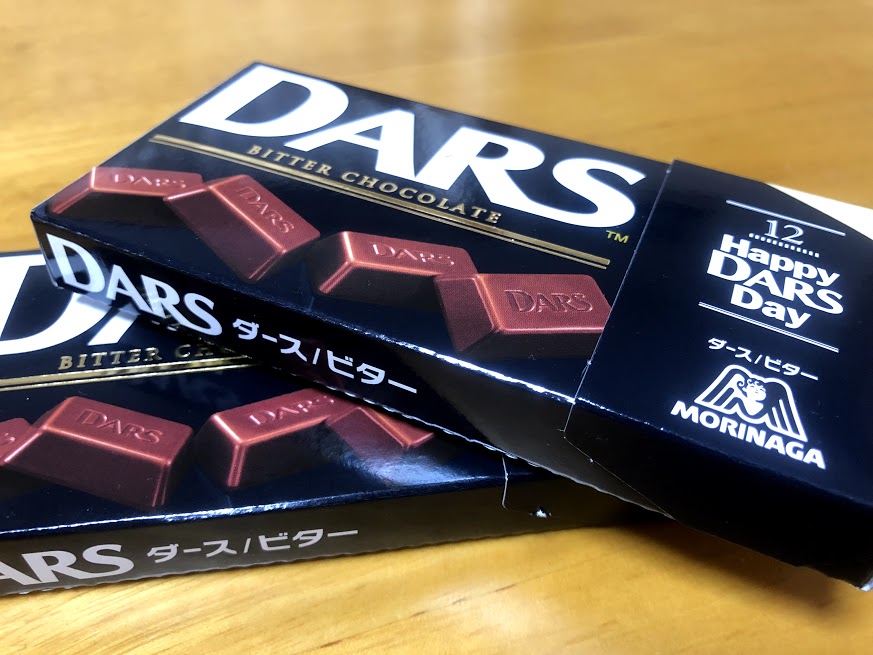 DARS
BITTER CHOCOLATE
TM
DARS
DARS
DARS
DARS
DARS ダース/ビター
12
Happy
DARS
Day
ダース/ビター
MORINAGA
BITTER
DARS
DARS
DARS ダース/ビター